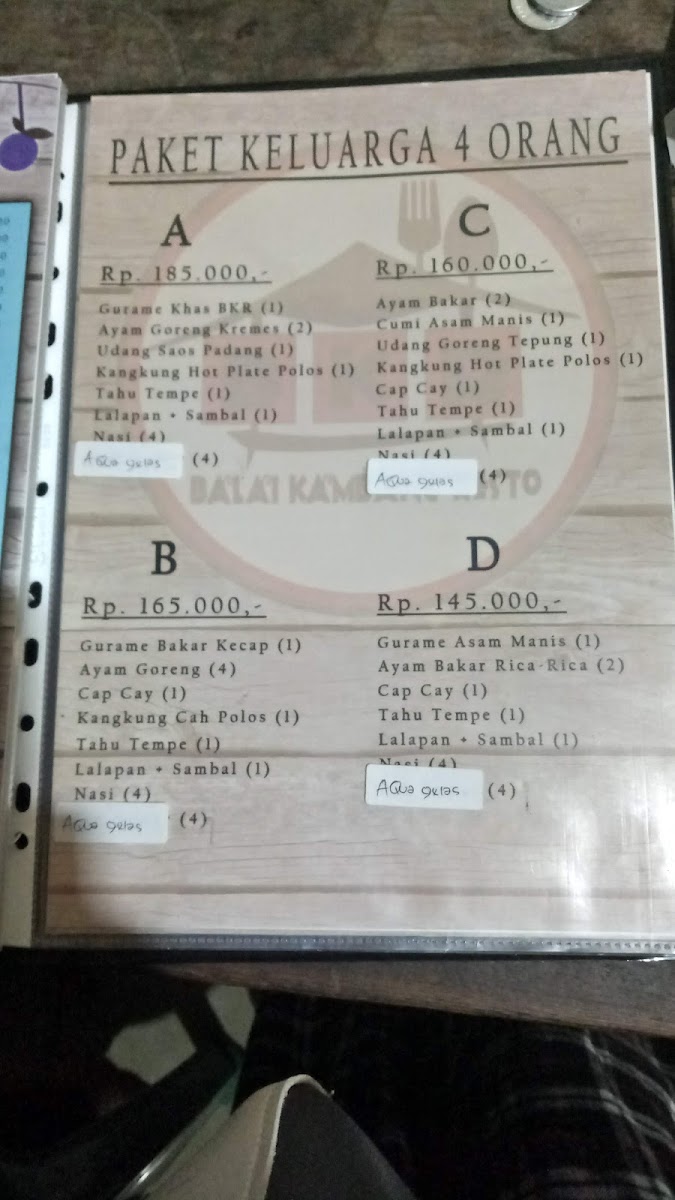 PAKET KELUARGA 4 ORANG
A
Rp. 185.000,-
Gurame Khas BKR (1)
Ayam Goreng Kremes (2)
Udang Saos Padang (1)
Kangkung Hot Plate Polos (1)
Tahu Tempe (1)
Lalapan + Sambal (1)
Nasi (4)
AQua gelas (4)
B
Rp. 165.000,-
Gurame Bakar Kecap (1)
Ayam Goreng (4)
Cap Cay (1)
Kangkung Cah Polos (1)
Tahu Tempe (1)
Lalapan + Sambal (1)
Nasi (4)
AQua gelas (4)
C
Rp. 160.000,-
Ayam Bakar (2)
Cumi Asam Manis (1)
Udang Goreng Tepung (1)
Kangkung Hot Plate Polos (1)
Cap Cay (1)
Tahu Tempe (1)
Lalapan + Sambal (1)
Nasi (4)
AQua gelas (4)
D
Rp. 145.000,-
Gurame Asam Manis (1)
Ayam Bakar Rica-Rica (2)
Cap Cay (1)
Tahu Tempe (1)
Lalapan + Sambal (1)
Nasi (4)
AQua gelas (4)